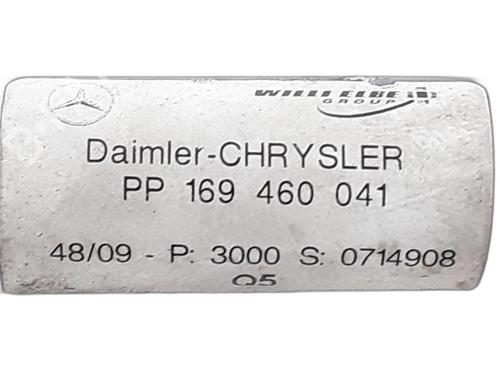 WILLI ELBE
GROUP
Daimler-CHRYSLER
PP 169 460 041
48/09 - P: 3000 S: 0714908
Q5